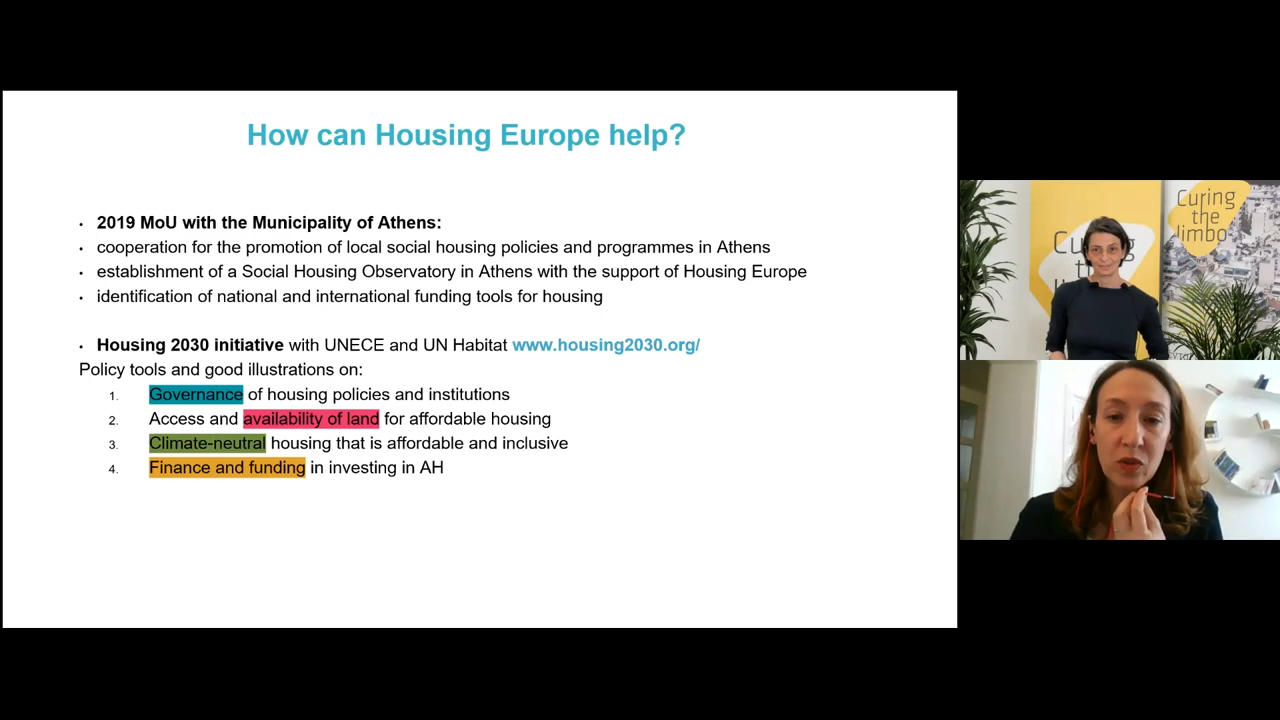 How can Housing Europe help?
• 2019 MoU with the Municipality of Athens:
• cooperation for the promotion of local social housing policies and programmes in Athens
• establishment of a Social Housing Observatory in Athens with the support of Housing Europe
• identification of national and international funding tools for housing
• Housing 2030 initiative with UNECE and UN Habitat www.housing2030.org/
Policy tools and good illustrations on:
1. Governance of housing policies and institutions
2. Access and availability of land for affordable housing
3. Climate-neutral housing that is affordable and inclusive
4. Finance and funding in investing in AH
Curing
the
limbo